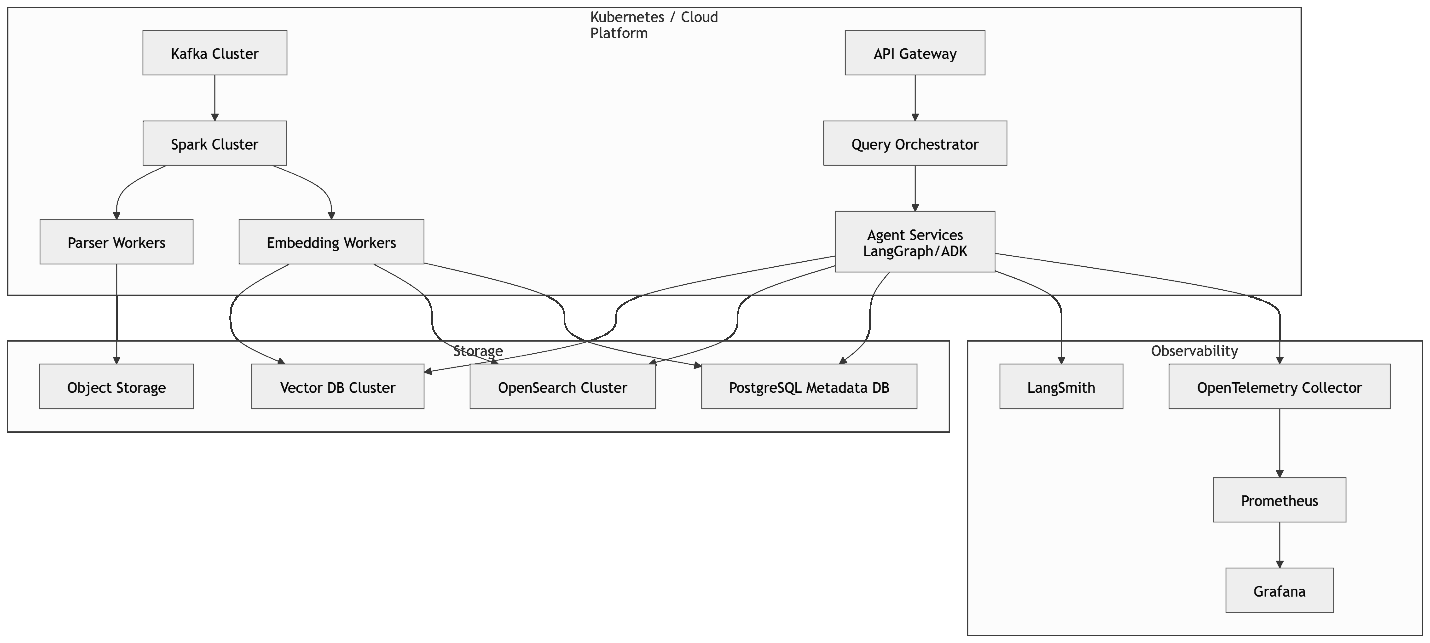 Kubernetes / Cloud
Platform
Kafka Cluster
API Gateway
Spark Cluster
Query Orchestrator
Parser Workers
Embedding Workers
Agent Services
LangGraph/ADK
Storage
Observability
Object Storage
Vector DB Cluster
OpenSearch Cluster
PostgreSQL Metadata DB
LangSmith
OpenTelemetry Collector
Prometheus
Grafana